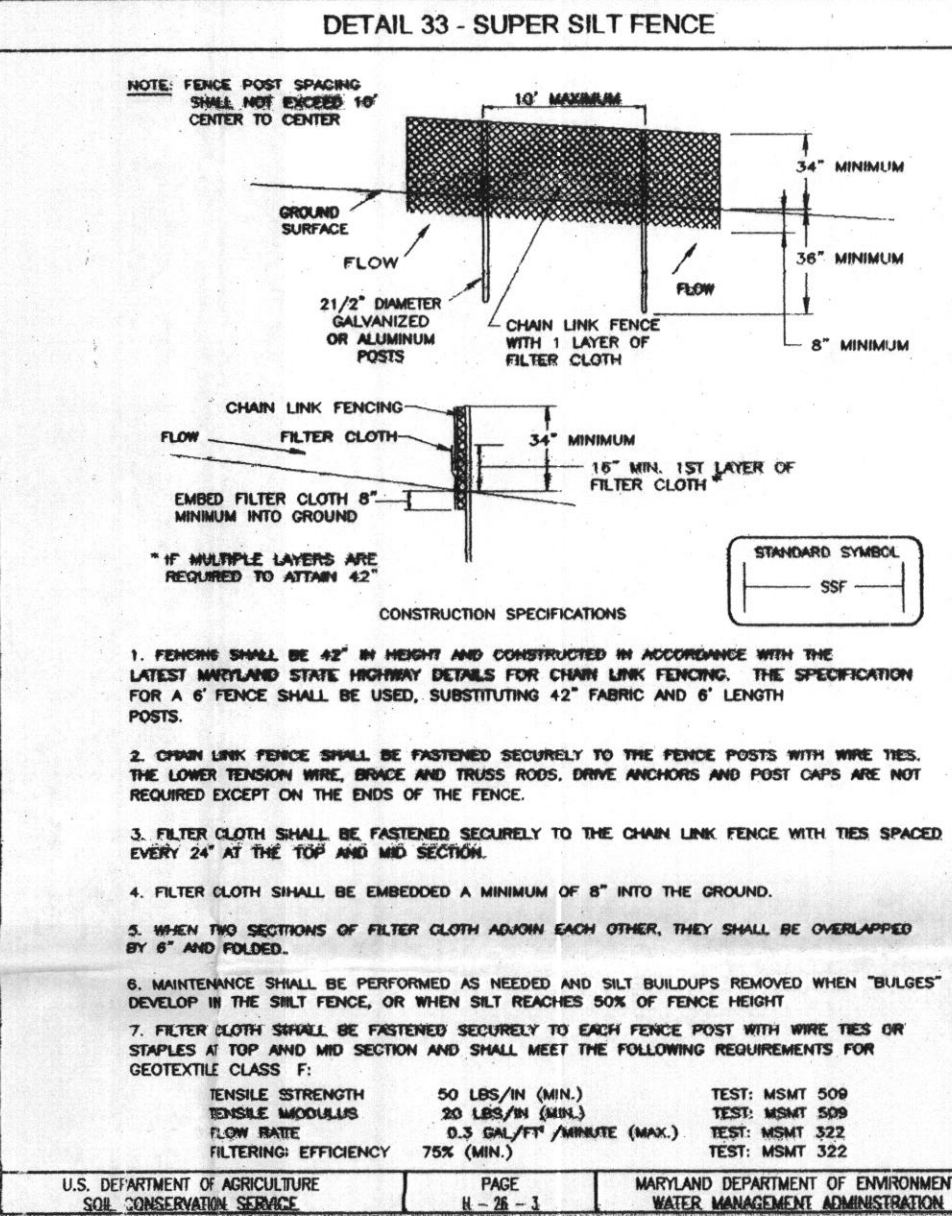 DETAIL 33 - SUPER SILT FENCE
NOTE: FENCE POST SPACING
SHALL NOT EXCEED 10'
CENTER TO CENTER
10' MAXIMUM
34" MINIMUM
GROUND
SURFACE
36" MINIMUM
FLOW
FLOW
21/2" DIAMETER
GALVANIZED
OR ALUMINUM
POSTS
CHAIN LINK FENCE
WITH 1 LAYER OF
FILTER CLOTH
8" MINIMUM
CHAIN LINK FENCING
FLOW
FILTER CLOTH
34" MINIMUM
16" MIN. 1ST LAYER OF
FILTER CLOTH *
EMBED FILTER CLOTH 8"
MINIMUM INTO GROUND
* IF MULTIPLE LAYERS ARE
REQUIRED TO ATTAIN 42"
STANDARD SYMBOL
SSF
CONSTRUCTION SPECIFICATIONS
1. FENCING SHALL BE 42" IN HEIGHT AND CONSTRUCTED IN ACCORDANCE WITH THE
LATEST MARYLAND STATE HIGHWAY DETAILS FOR CHAIN LINK FENCING. THE SPECIFICATION
FOR A 6' FENCE SHALL BE USED, SUBSTITUTING 42" FABRIC AND 6' LENGTH
POSTS.
2. CHAIN LINK FENCE SHALL BE FASTENED SECURELY TO THE FENCE POSTS WITH WIRE TIES.
THE LOWER TENSION WIRE, BRACE AND TRUSS RODS, DRIVE ANCHORS AND POST CAPS ARE NOT
REQUIRED EXCEPT ON THE ENDS OF THE FENCE.
3. FILTER CLOTH SHALL BE FASTENED SECURELY TO THE CHAIN LINK FENCE WITH TIES SPACED
EVERY 24" AT THE TOP AND MID SECTION.
4. FILTER CLOTH SHALL BE EMBEDDED A MINIMUM OF 8" INTO THE GROUND.
5. WHEN TWO SECTIONS OF FILTER CLOTH ADJOIN EACH OTHER, THEY SHALL BE OVERLAPPED
BY 6" AND FOLDED.
6. MAINTENANCE SHALL BE PERFORMED AS NEEDED AND SILT BUILDUPS REMOVED WHEN "BULGES"
DEVELOP IN THE SILT FENCE, OR WHEN SILT REACHES 50% OF FENCE HEIGHT
7. FILTER CLOTH SHALL BE FASTENED SECURELY TO EACH FENCE POST WITH WIRE TIES OR
STAPLES AT TOP AND MID SECTION AND SHALL MEET THE FOLLOWING REQUIREMENTS FOR
GEOTEXTILE CLASS F:
TENSILE STRENGTH 50 LBS/IN (MIN.) TEST: MSMT 509
TENSILE MODULUS 20 LBS/IN (MIN.) TEST: MSMT 509
FLOW RATE 0.3 GAL/FT² /MINUTE (MAX.) TEST: MSMT 322
FILTERING EFFICIENCY 75% (MIN.) TEST: MSMT 322
U.S. DEPARTMENT OF AGRICULTURE
SOIL CONSERVATION SERVICE
PAGE
H - 26 - 3
MARYLAND DEPARTMENT OF ENVIRONMENT
WATER MANAGEMENT ADMINISTRATION